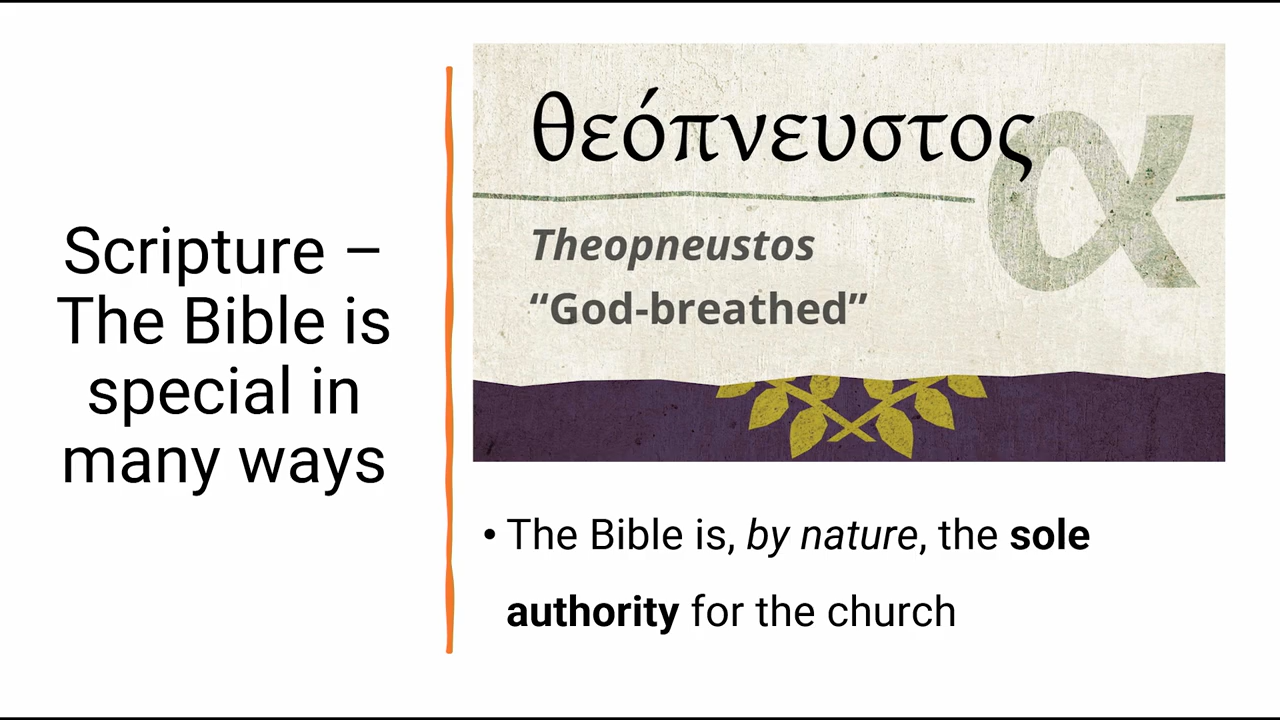 Scripture –
The Bible is
special in
many ways
θεόπνευστος
α
Theopneustos
“God-breathed”
• The Bible is, by nature, the sole
authority for the church